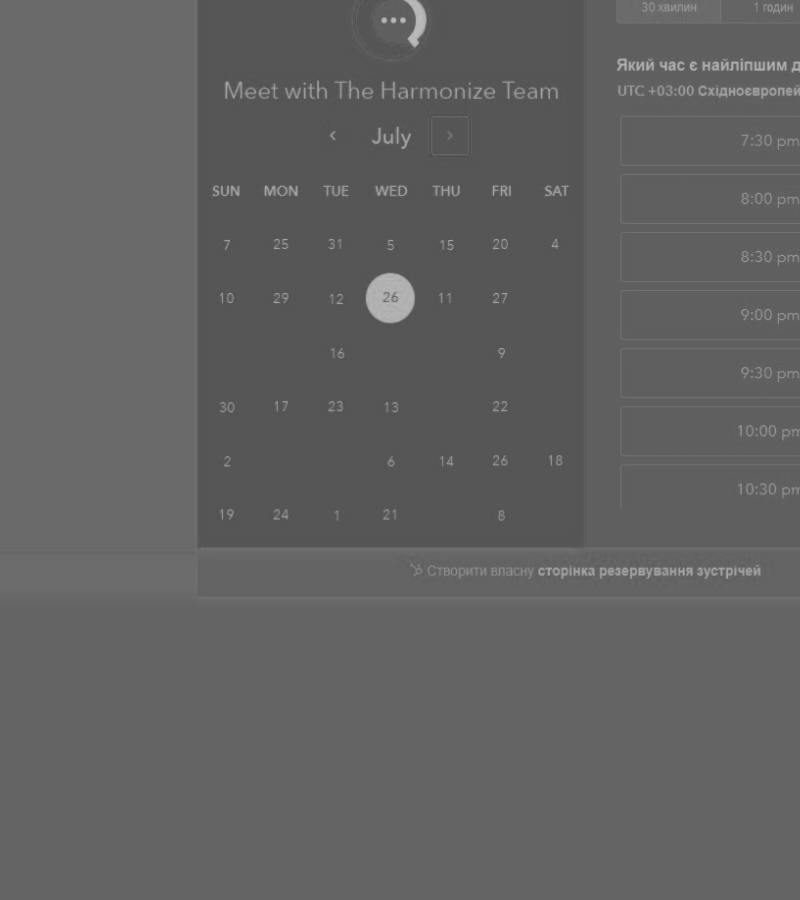 30 хвилин 1 годин
Meet with The Harmonize Team
July
SUN MON TUE WED THU FRI SAT
7 25 31 5 15 20 4
10 29 12 26 11 27
16 9
30 17 23 13 22
2 6 14 26 18
19 24 1 21 8
Який час є найліпшим д
UTC +03:00 Східноєвропей
7:30 pm
8:00 pm
8:30 pm
9:00 pm
9:30 pm
10:00 pm
10:30 pm
Створити власну сторінка резервування зустрічей